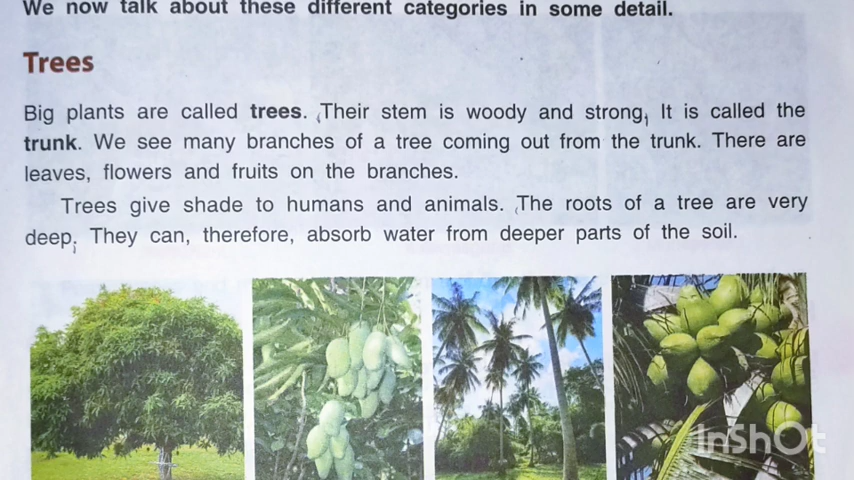 We now talk about these different categories in some detail.
Trees
Big plants are called trees. Their stem is woody and strong, It is called the
trunk. We see many branches of a tree coming out from the trunk. There are
leaves, flowers and fruits on the branches.
Trees give shade to humans and animals. The roots of a tree are very
deep. They can, therefore, absorb water from deeper parts of the soil.
InShOt